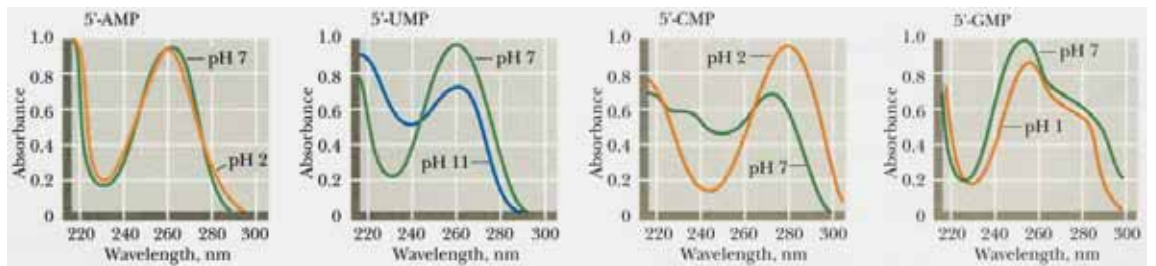 5′-AMP
1.0
0.8
0.6
0.4
0.2
0
Absorbance
pH 7
pH 2
220 240 260 280 300
Wavelength, nm
5′-UMP
1.0
0.8
0.6
0.4
0.2
0
Absorbance
pH 7
pH 11
220 240 260 280 300
Wavelength, nm
5′-CMP
1.0
0.8
0.6
0.4
0.2
0
Absorbance
pH 2
pH 7
220 240 260 280 300
Wavelength, nm
5′-GMP
1.0
0.8
0.6
0.4
0.2
0
Absorbance
pH 7
pH 1
220 240 260 280 300
Wavelength, nm